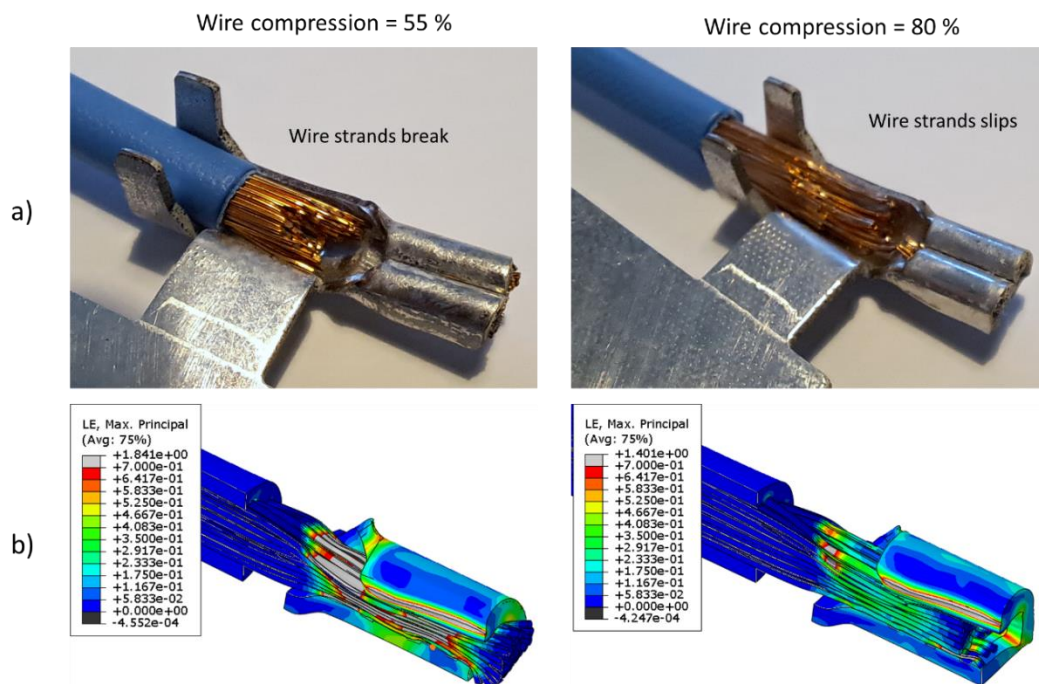 Wire compression = 55 %
Wire compression = 80 %
a)
Wire strands break
Wire strands slips
b)
LE, Max. Principal
(Avg: 75%)
+1.841e+00
+7.000e-01
+6.417e-01
+5.833e-01
+5.250e-01
+4.667e-01
+4.083e-01
+3.500e-01
+2.917e-01
+2.333e-01
+1.750e-01
+1.167e-01
+5.833e-02
+0.000e+00
-4.552e-04
LE, Max. Principal
(Avg: 75%)
+1.401e+00
+7.000e-01
+6.417e-01
+5.833e-01
+5.250e-01
+4.667e-01
+4.083e-01
+3.500e-01
+2.917e-01
+2.333e-01
+1.750e-01
+1.167e-01
+5.833e-02
+0.000e+00
-4.247e-04